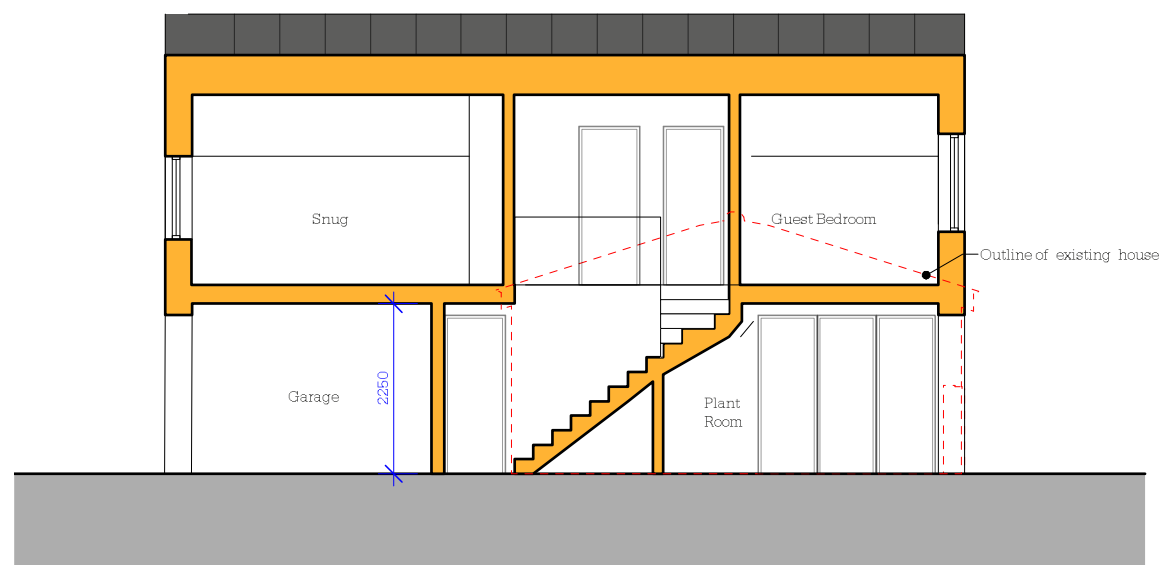 Snug
Guest Bedroom
Outline of existing house
2250
Garage
Plant
Room